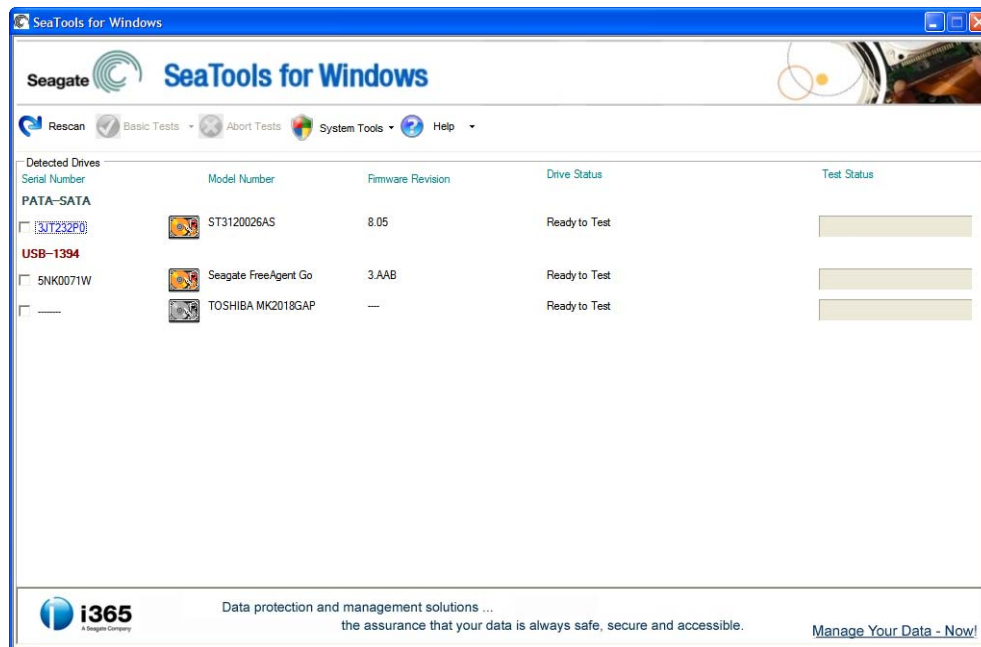 SeaTools for Windows
Seagate SeaTools for Windows
Rescan Basic Tests Abort Tests System Tools Help
Detected Drives
Serial Number Model Number Firmware Revision Drive Status Test Status
PATA-SATA
3JT232P0 ST3120026AS 8.05 Ready to Test
USB-1394
5NK0071W Seagate FreeAgent Go 3.AAB Ready to Test
----- TOSHIBA MK2018GAP ---- Ready to Test
i365 Data protection and management solutions ...
A Seagate Company the assurance that your data is always safe, secure and accessible.
Manage Your Data - Now!